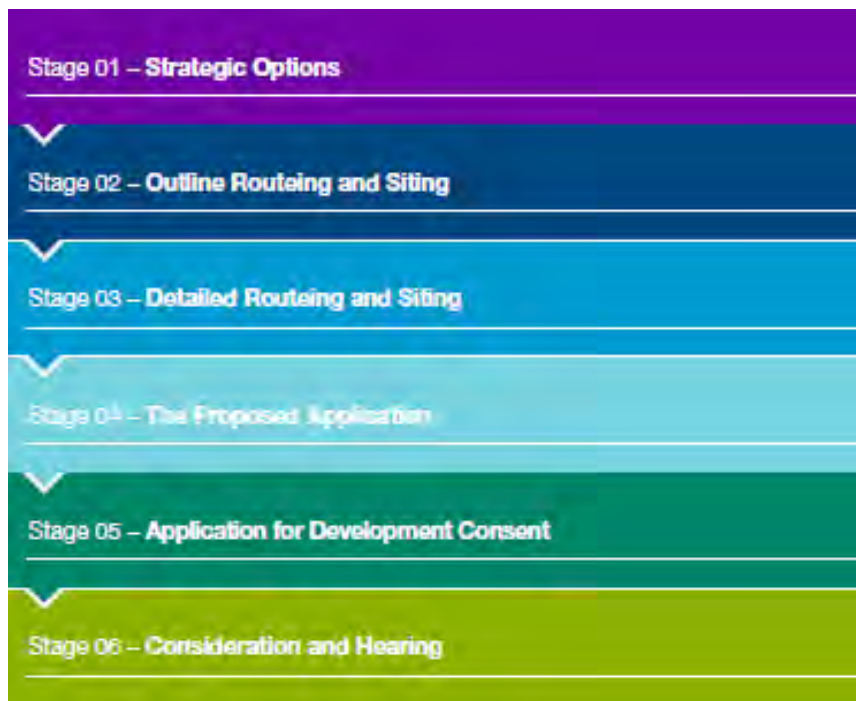 Stage 01 – Strategic Options
Stage 02 – Outline Routeing and Siting
Stage 03 – Detailed Routeing and Siting
Stage 04 – The Proposed Application
Stage 05 – Application for Development Consent
Stage 06 – Consideration and Hearing